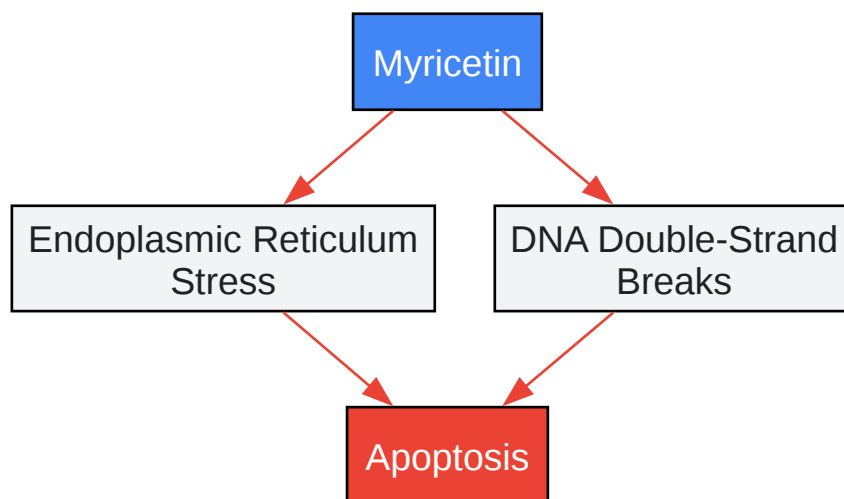 Myricetin
Endoplasmic Reticulum
Stress
DNA Double-Strand
Breaks
Apoptosis